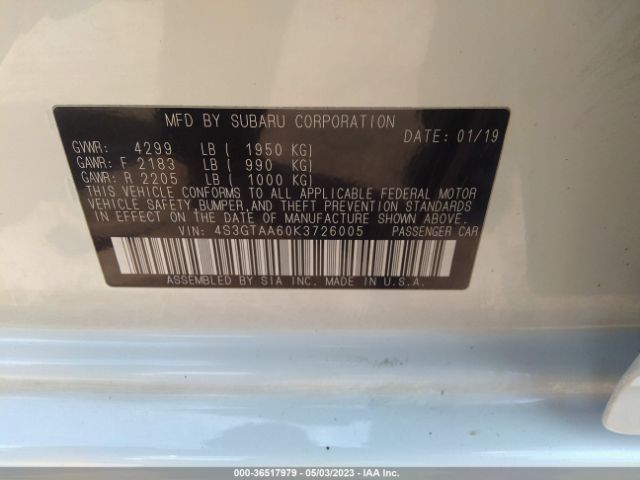 MFD BY SUBARU CORPORATION
DATE: 01/19
GVWR: 4299 LB ( 1950 KG)
GAWR: F 2183 LB ( 990 KG)
GAWR: R 2205 LB ( 1000 KG)
THIS VEHICLE CONFORMS TO ALL APPLICABLE FEDERAL MOTOR
VEHICLE SAFETY,BUMPER,AND THEFT PREVENTION STANDARDS
IN EFFECT ON THE DATE OF MANUFACTURE SHOWN ABOVE.
VIN: 4S3GTAA60K3726005 PASSENGER CAR
ASSEMBLED BY SIA INC. MADE IN U.S.A.
000-36517979 - 05/03/2023 - IAA Inc.